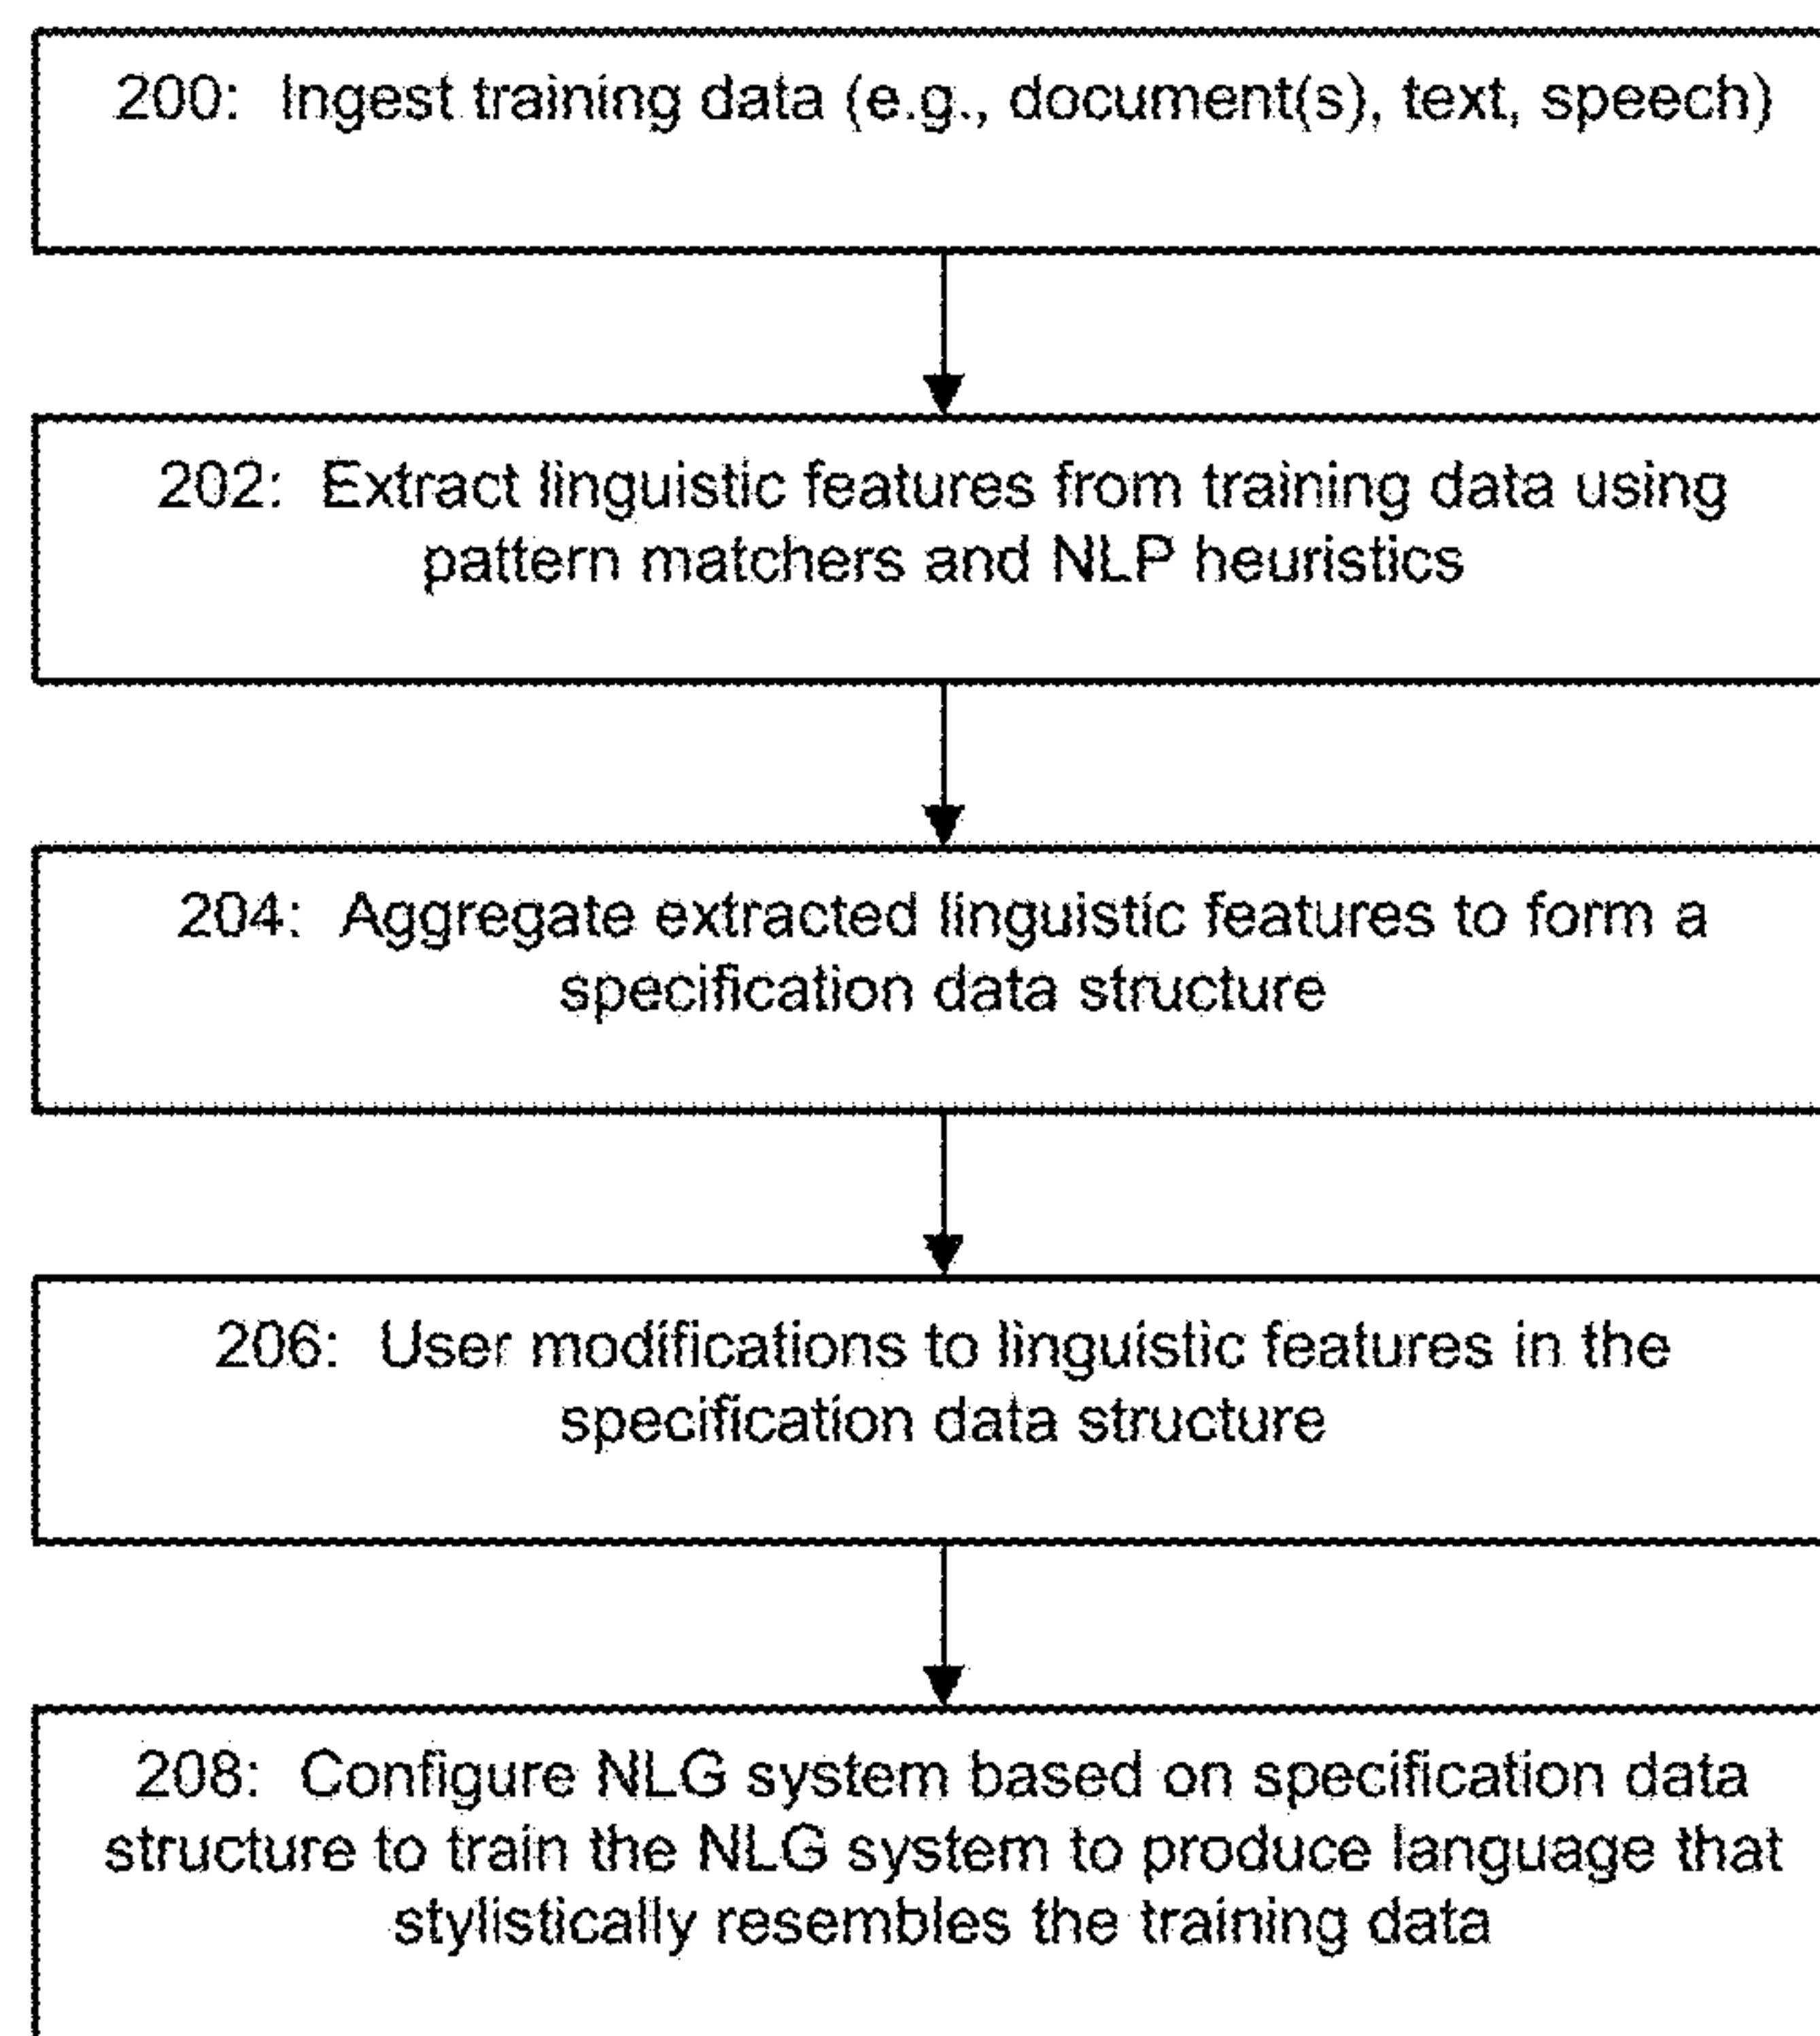 200: Ingest training data (e.g., document(s), text, speech)
202: Extract linguistic features from training data using
pattern matchers and NLP heuristics
204: Aggregate extracted linguistic features to form a
specification data structure
206: User modifications to linguistic features in the
specification data structure
208: Configure NLG system based on specification data
structure to train the NLG system to produce language that
stylistically resembles the training data